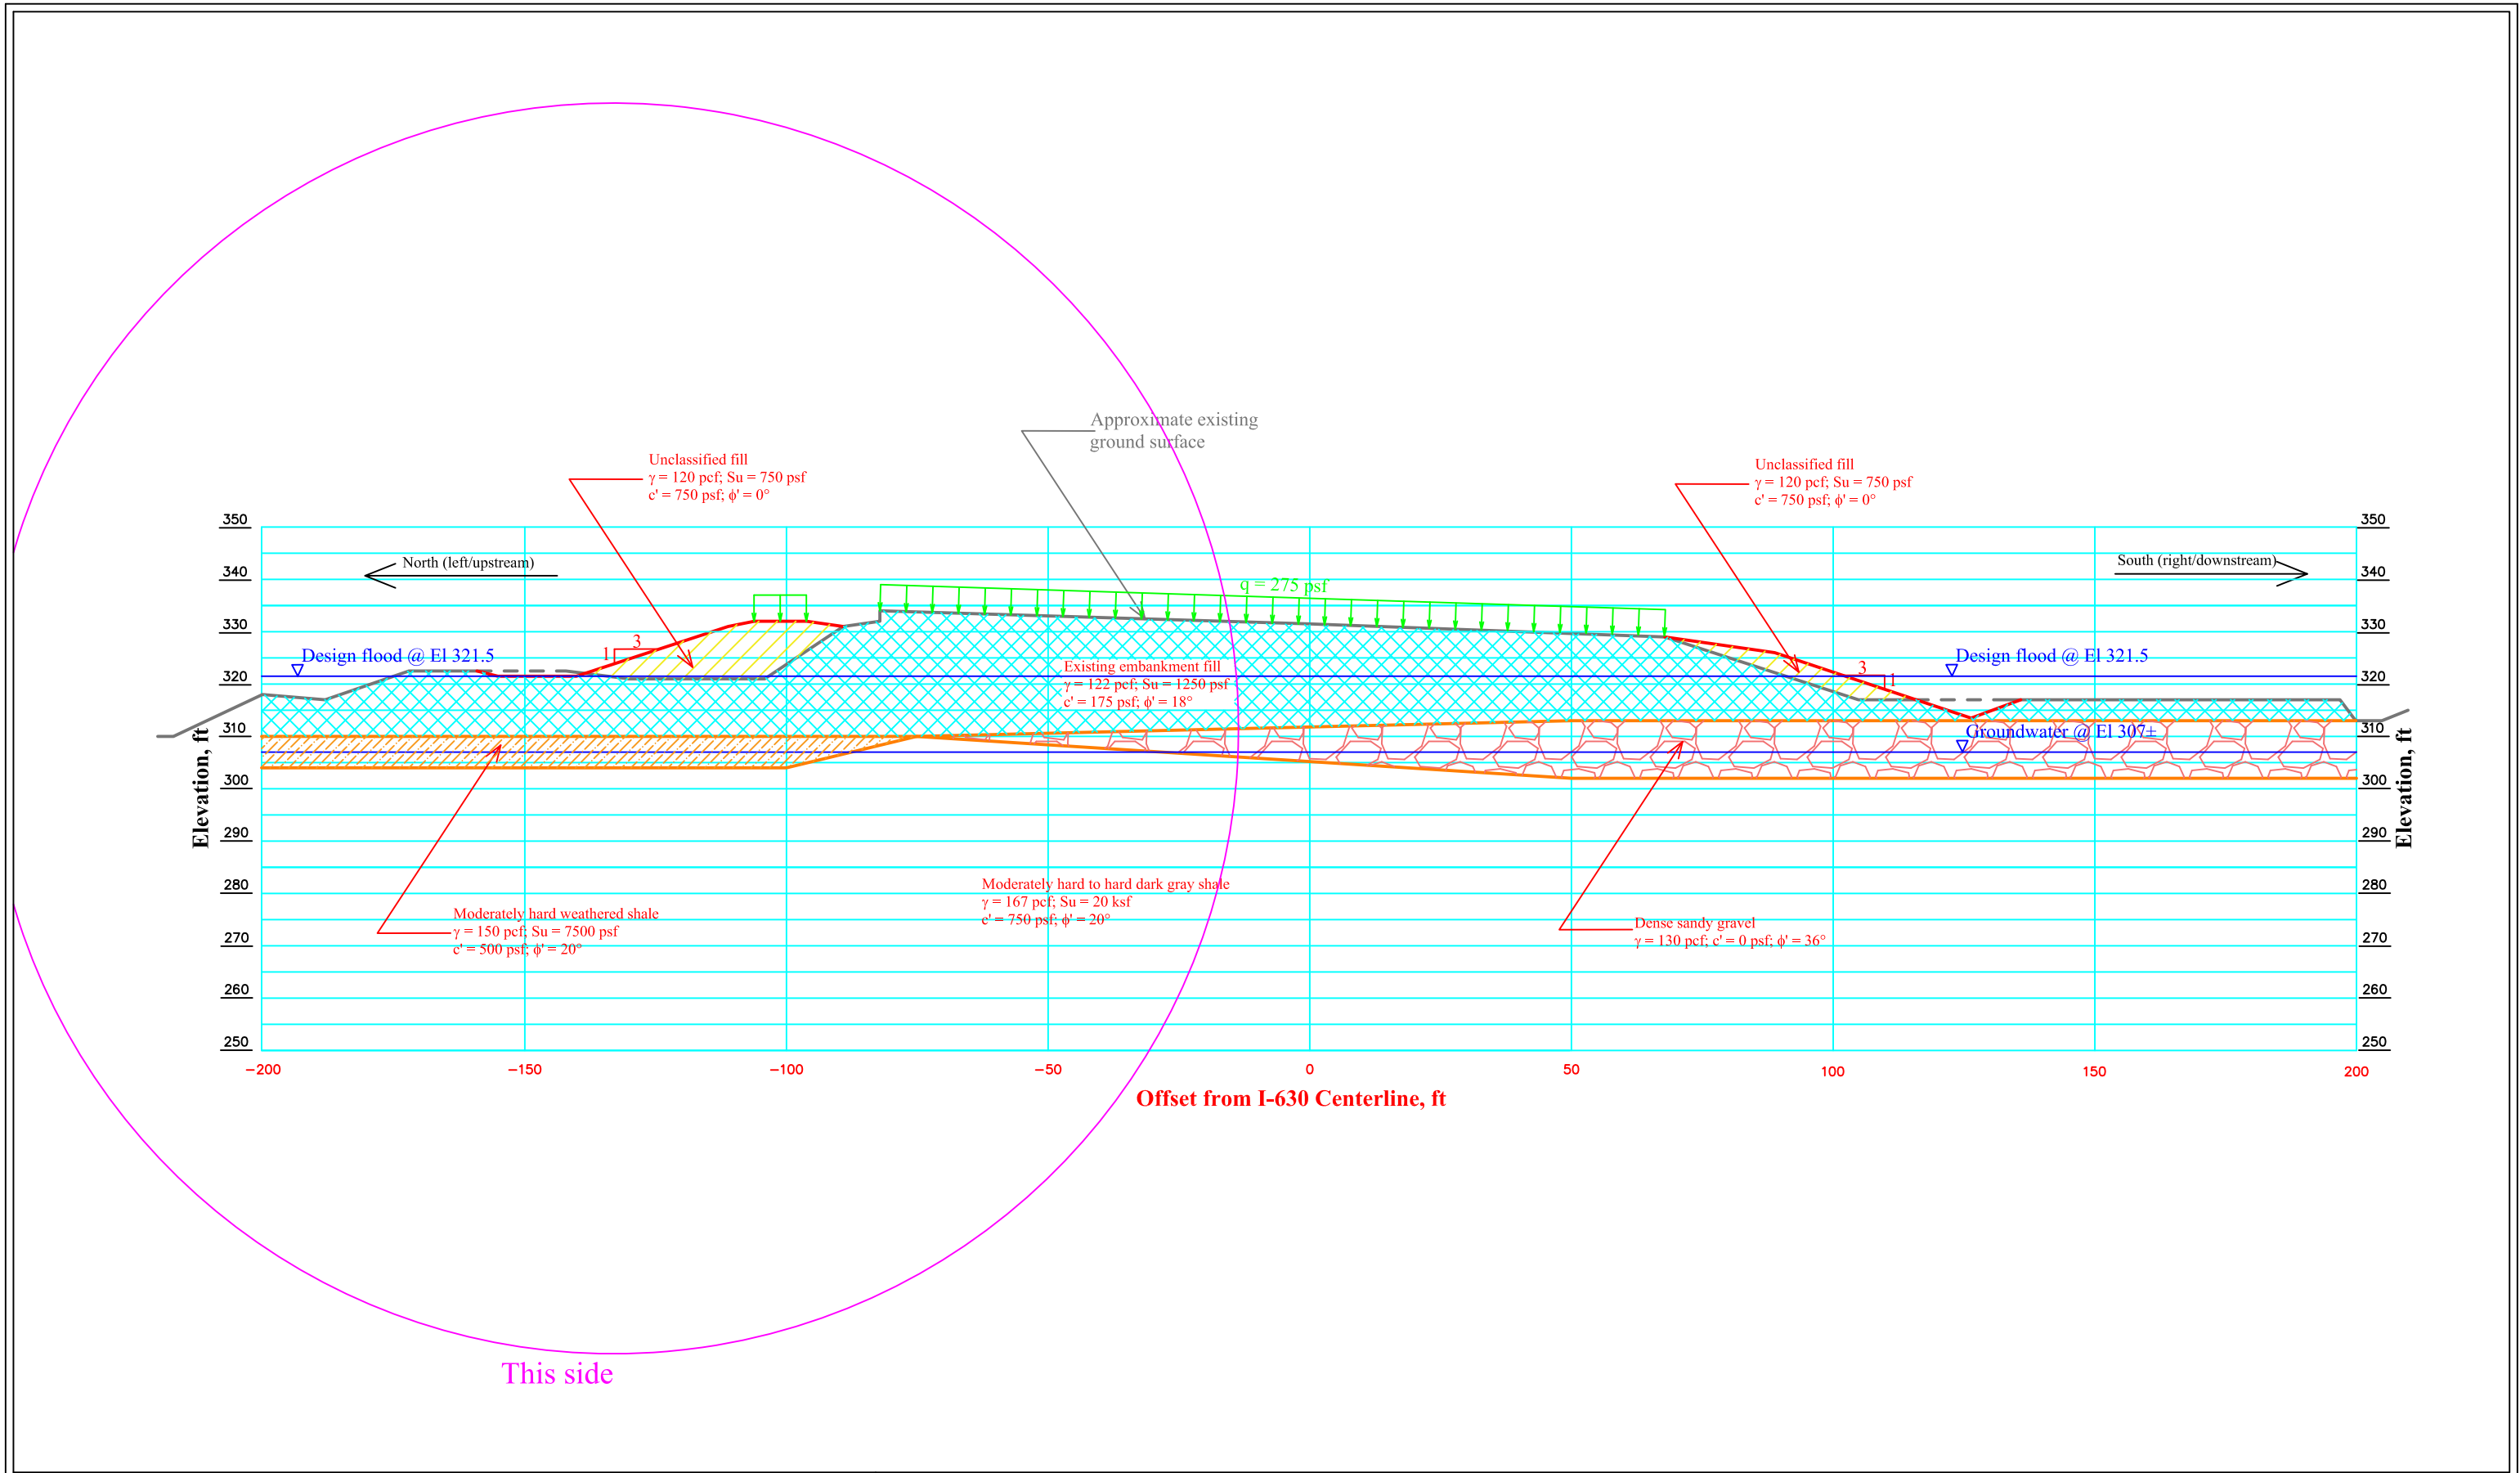 Approximate existing
ground surface
Unclassified fill
γ = 120 pcf; Su = 750 psf
c' = 750 psf; ϕ' = 0°
Unclassified fill
γ = 120 pcf; Su = 750 psf
c' = 750 psf; ϕ' = 0°
350
350
North (left/upstream)
South (right/downstream)
340
340
q = 275 psf
330
330
3
1
Design flood @ El 321.5
Design flood @ El 321.5
Existing embankment fill
γ = 122 pcf; Su = 1250 psf
c' = 175 psf; ϕ' = 18°
3
1
320
320
310
310
Groundwater @ El 307±
Elevation, ft
Elevation, ft
300
300
290
290
280
280
Moderately hard to hard dark gray shale
γ = 167 pcf; Su = 20 ksf
c' = 750 psf; ϕ' = 20°
Moderately hard weathered shale
γ = 150 pcf; Su = 7500 psf
c' = 500 psf; ϕ' = 20°
Dense sandy gravel
γ = 130 pcf; c' = 0 psf; ϕ' = 36°
270
270
260
260
250
250
-200 -150 -100 -50 0 50 100 150 200
Offset from I-630 Centerline, ft
This side